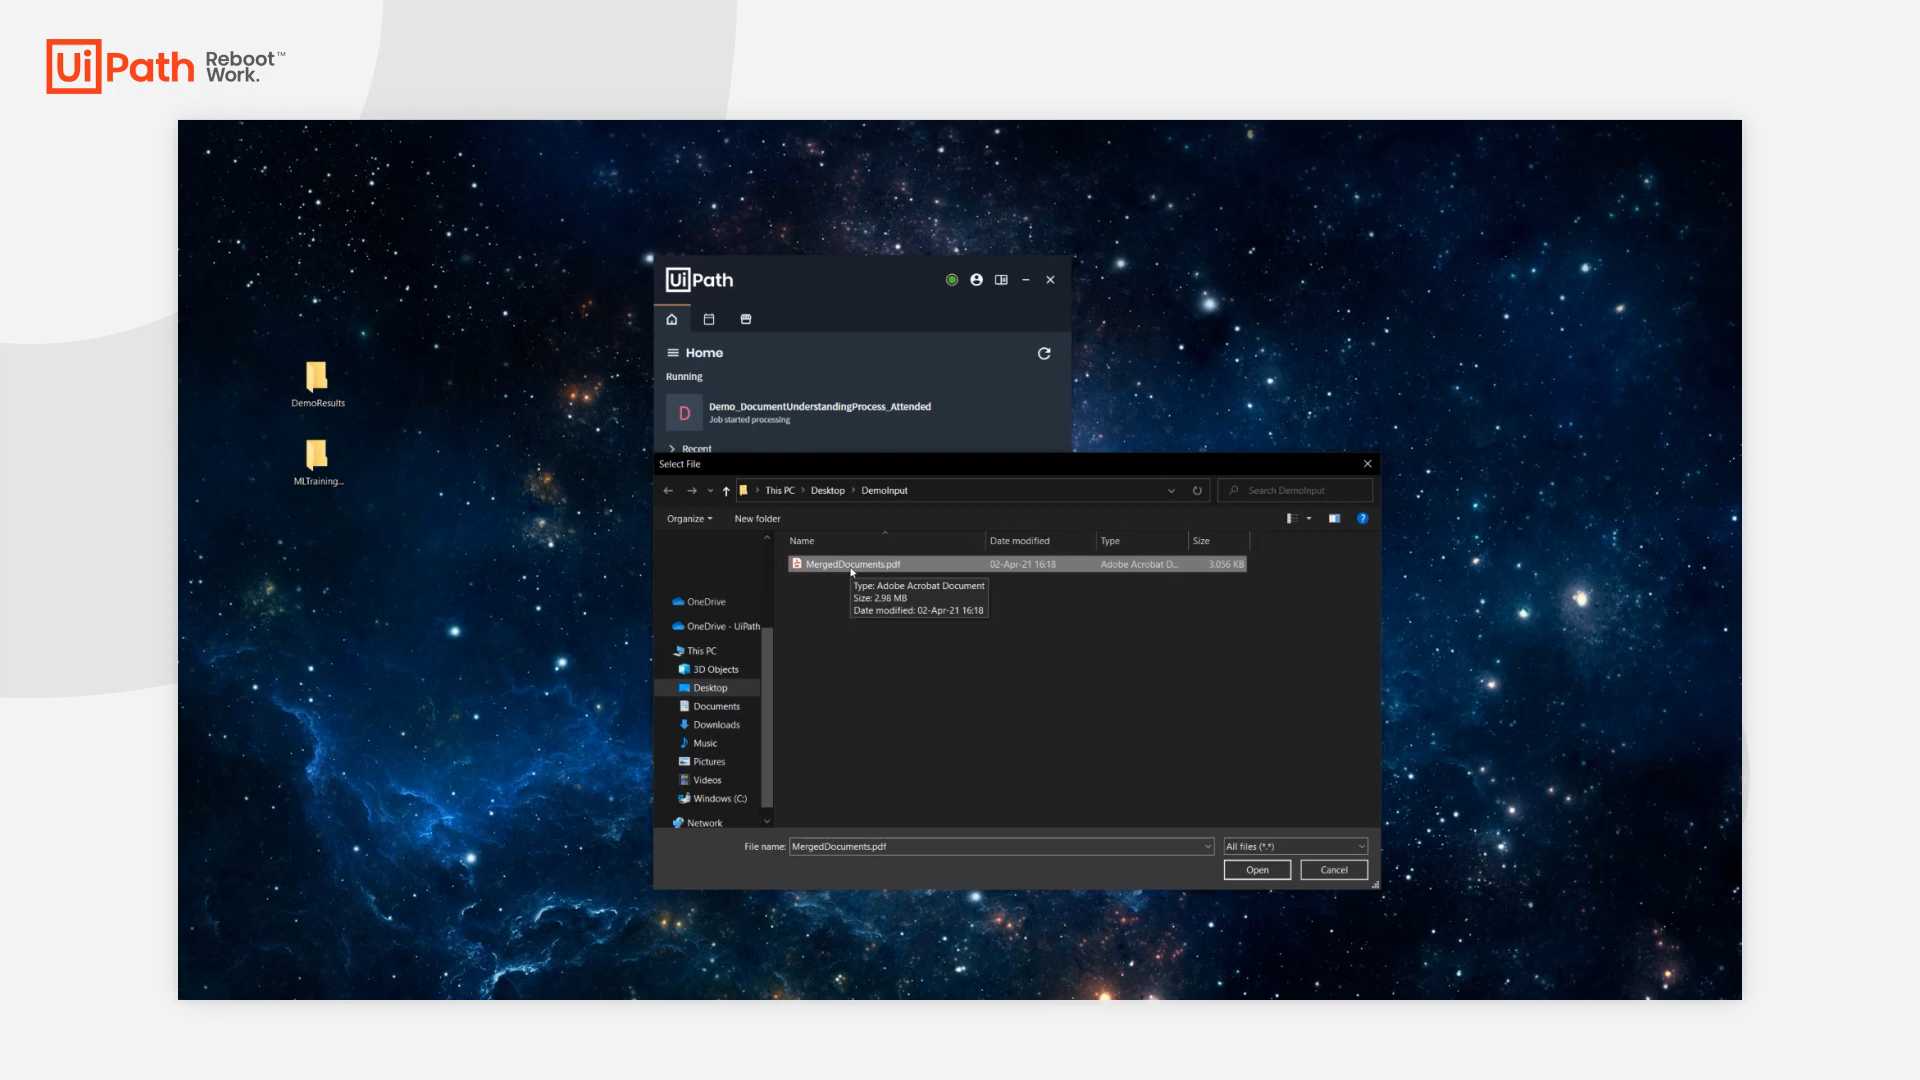 UiPath Reboot Work.™
DemoResults
MLTraining...
UiPath
Home
Running
D
Demo_DocumentUnderstandingProcess_Attended
Job started processing
Recent
Select File
This PC > Desktop > DemoInput
Search DemoInput
Organize
New folder
Name
Date modified
Type
Size
MergedDocuments.pdf
02-Apr-21 16:18
Adobe Acrobat D...
3,056 KB
Type: Adobe Acrobat Document
Size: 2.98 MB
Date modified: 02-Apr-21 16:18
OneDrive
OneDrive - UiPath
This PC
3D Objects
Desktop
Documents
Downloads
Music
Pictures
Videos
Windows (C:)
Network
File name: MergedDocuments.pdf
All files (*.*)
Open
Cancel